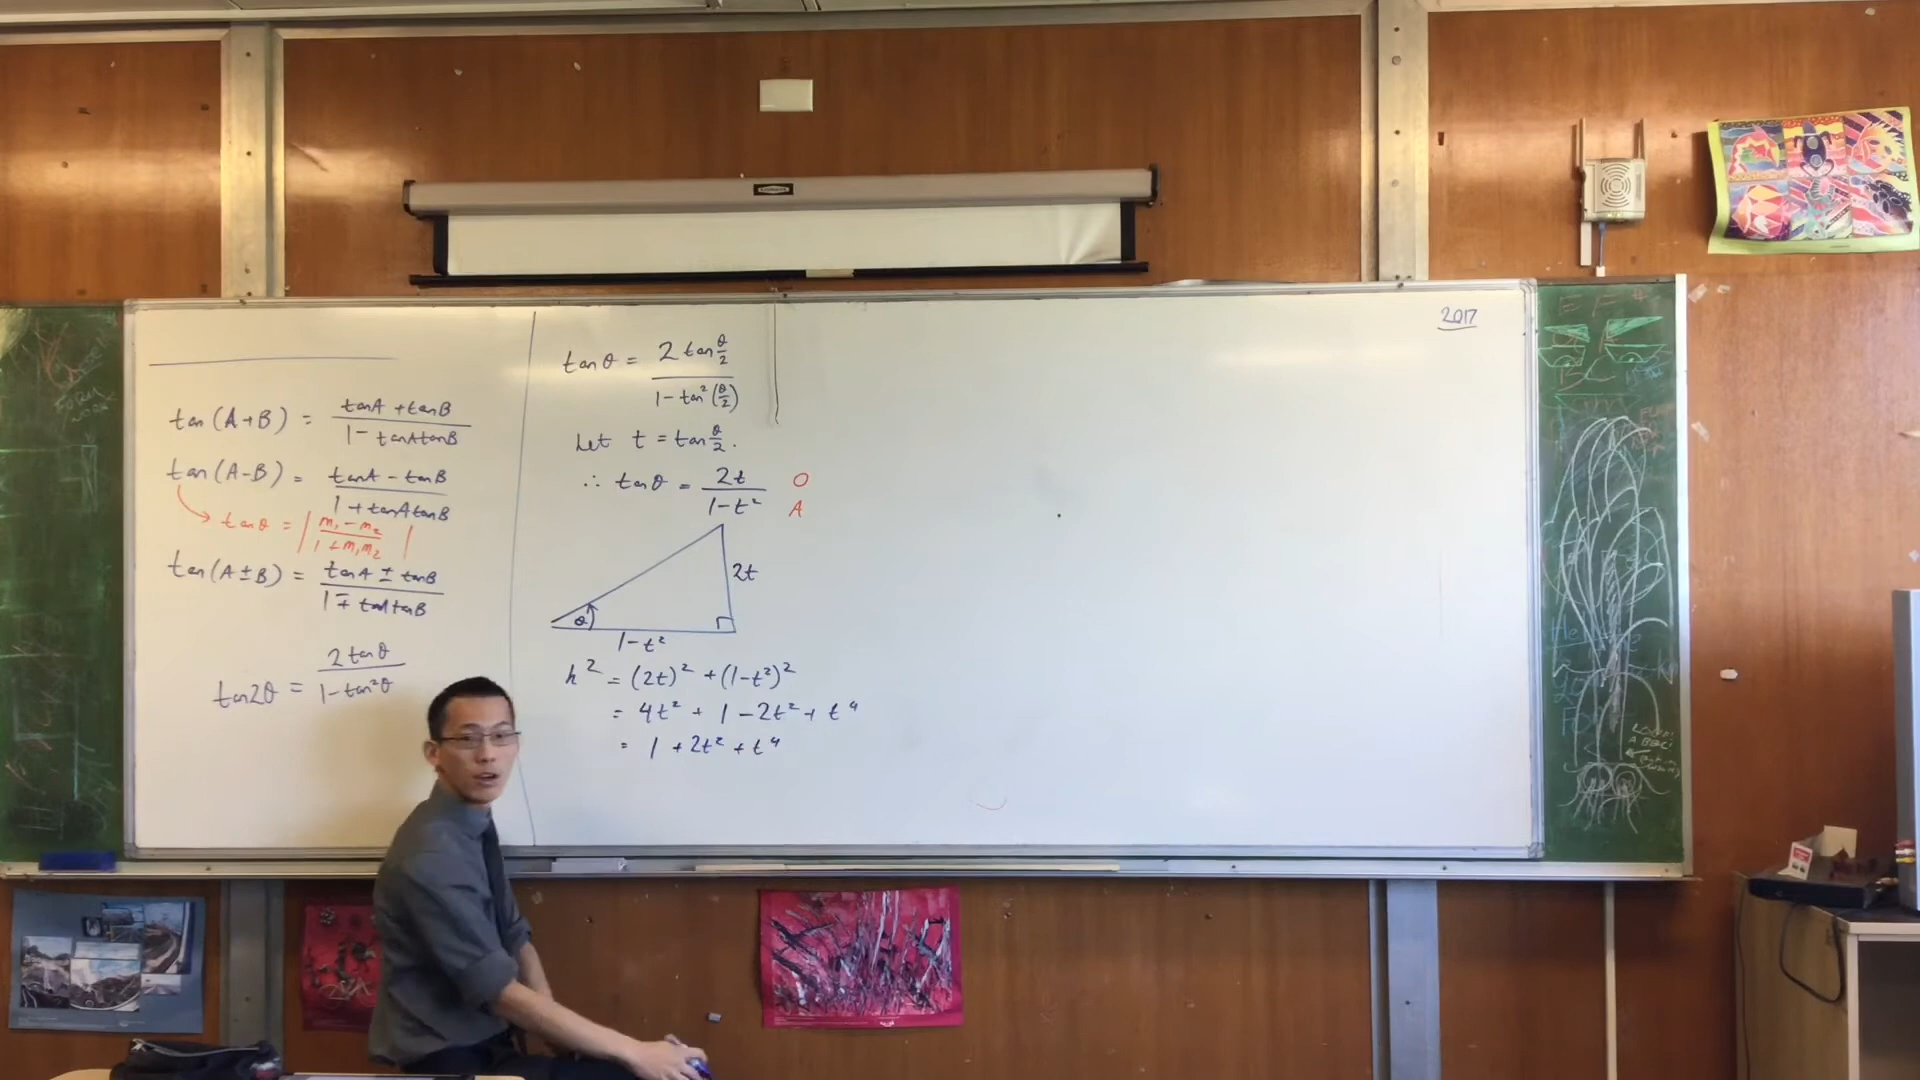 2017
tan(A+B) = (tanA + tanB)/(1 - tanAtanB)
tan(A-B) = (tanA - tanB)/(1 + tanAtanB)
tanθ = |(m₁ - m₂)/(1 + m₁m₂)|
tan(A±B) = (tanA ± tanB)/(1 ∓ tanAtanB)
tan2θ = (2tanθ)/(1 - tan²θ)
tanθ = (2tan θ/2)/(1 - tan²(θ/2))
Let t = tan θ/2.
∴ tanθ = 2t/(1 - t²) O A
2t
θ
1 - t²
h² = (2t)² + (1 - t²)²
= 4t² + 1 - 2t² + t⁴
= 1 + 2t² + t⁴